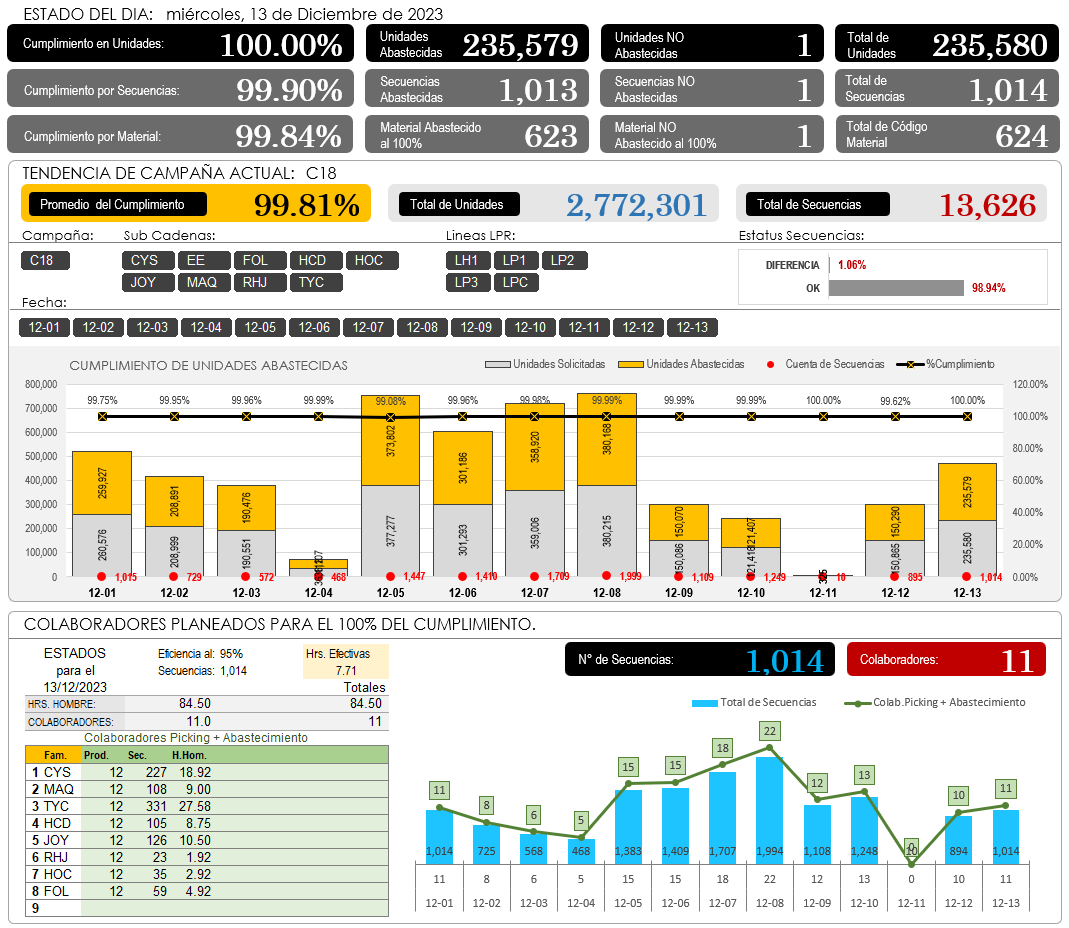 ESTADO DEL DIA: miércoles, 13 de Diciembre de 2023
Cumplimiento en Unidades: 100.00%
Unidades Abastecidas 235,579
Unidades NO Abastecidas 1
Total de Unidades 235,580
Cumplimiento por Secuencias: 99.90%
Secuencias Abastecidas 1,013
Secuencias NO Abastecidas 1
Total de Secuencias 1,014
Cumplimiento por Material: 99.84%
Material Abastecido al 100% 623
Material NO Abastecido al 100% 1
Total de Código Material 624
TENDENCIA DE CAMPAÑA ACTUAL: C18
Promedio del Cumplimiento 99.81%
Total de Unidades 2,772,301
Total de Secuencias 13,626
Campaña: Sub Cadenas: Lineas LPR: Estatus Secuencias:
C18 CYS EE FOL HCD HOC LH1 LP1 LP2
JOY MAQ RHJ TYC LP3 LPC
DIFERENCIA 1.06%
OK 98.94%
Fecha:
12-01 12-02 12-03 12-04 12-05 12-06 12-07 12-08 12-09 12-10 12-11 12-12 12-13
CUMPLIMIENTO DE UNIDADES ABASTECIDAS
Unidades Solicitadas Unidades Abastecidas Cuenta de Secuencias %Cumplimiento
800,000
700,000
600,000
500,000
400,000
300,000
200,000
100,000
0
120.00%
100.00%
80.00%
60.00%
40.00%
20.00%
0.00%
99.75% 99.95% 99.96% 99.99% 99.08% 99.96% 99.98% 99.99% 99.99% 99.99% 100.00% 99.62% 100.00%
259,927 208,891 190,476 373,802 301,186 358,920 380,168 150,070 121,407 150,290 235,579
260,576 208,999 190,551 377,277 301,293 359,006 380,215 150,086 121,418 150,865 235,580
1,015 729 572 468 1,447 1,410 1,709 1,999 1,109 1,249 10 895 1,014
12-01 12-02 12-03 12-04 12-05 12-06 12-07 12-08 12-09 12-10 12-11 12-12 12-13
COLABORADORES PLANEADOS PARA EL 100% DEL CUMPLIMIENTO.
ESTADOS
para el
13/12/2023
Eficiencia al: 95%
Secuencias: 1,014
Hrs. Efectivas
7.71
Totales
HRS. HOMBRE: 84.50 84.50
COLABORADORES: 11.0 11
Colaboradores Picking + Abastecimiento
Fam. Prod. Sec. H.Hom.
1 CYS 12 227 18.92
2 MAQ 12 108 9.00
3 TYC 12 331 27.58
4 HCD 12 105 8.75
5 JOY 12 126 10.50
6 RHJ 12 23 1.92
7 HOC 12 35 2.92
8 FOL 12 59 4.92
9
N° de Secuencias: 1,014
Colaboradores: 11
Total de Secuencias Colab.Picking + Abastecimiento
11 8 6 5 15 15 18 22 12 13 0 10 11
1,014 725 568 468 1,383 1,409 1,707 1,994 1,108 1,248 10 894 1,014
11 8 6 5 15 15 18 22 12 13 0 10 11
12-01 12-02 12-03 12-04 12-05 12-06 12-07 12-08 12-09 12-10 12-11 12-12 12-13